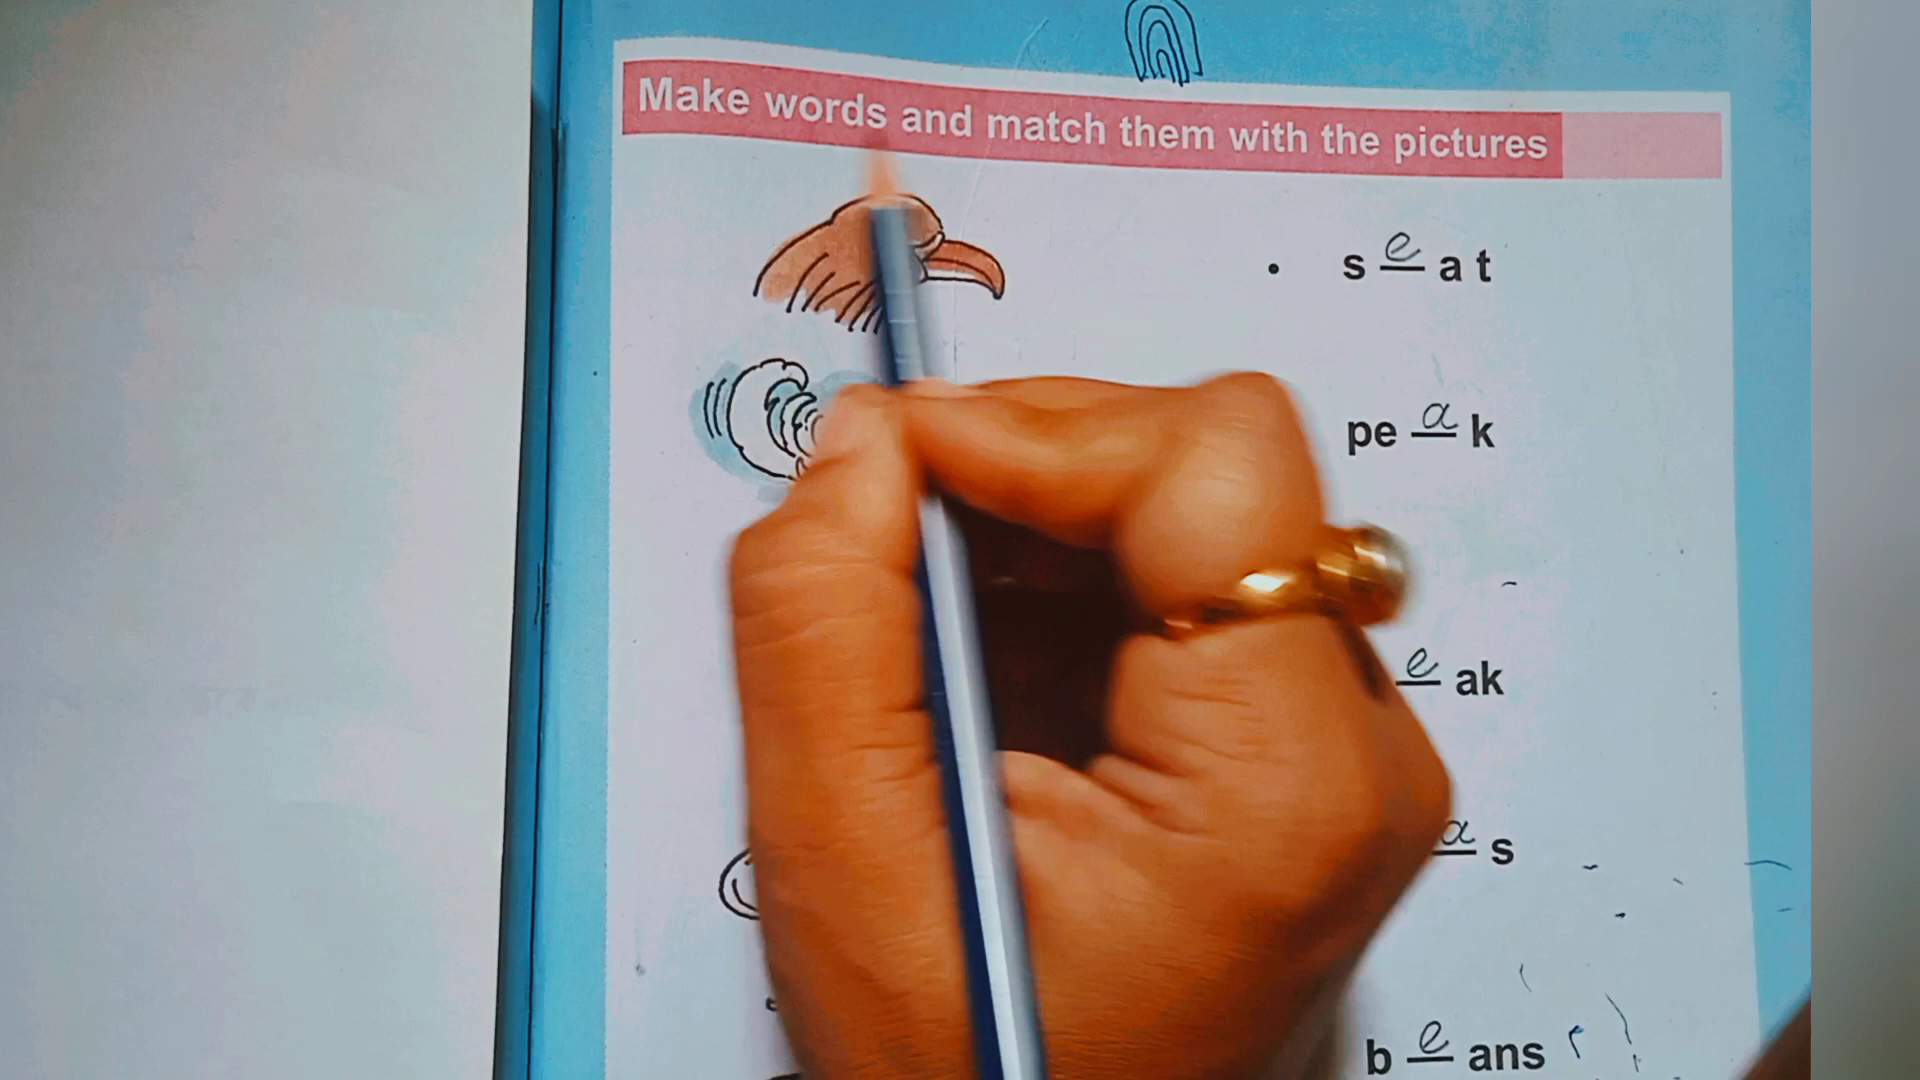 Make words and match them with the pictures
s e a t
pe a k
e ak
a s
b e ans